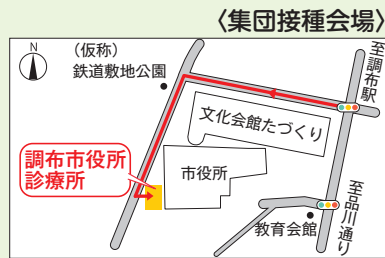 〈集団接種会場〉
N
(仮称)
鉄道敷地公園
至調布駅
文化会館たづくり
調布市役所
診療所
市役所
至品川通り
教育会館